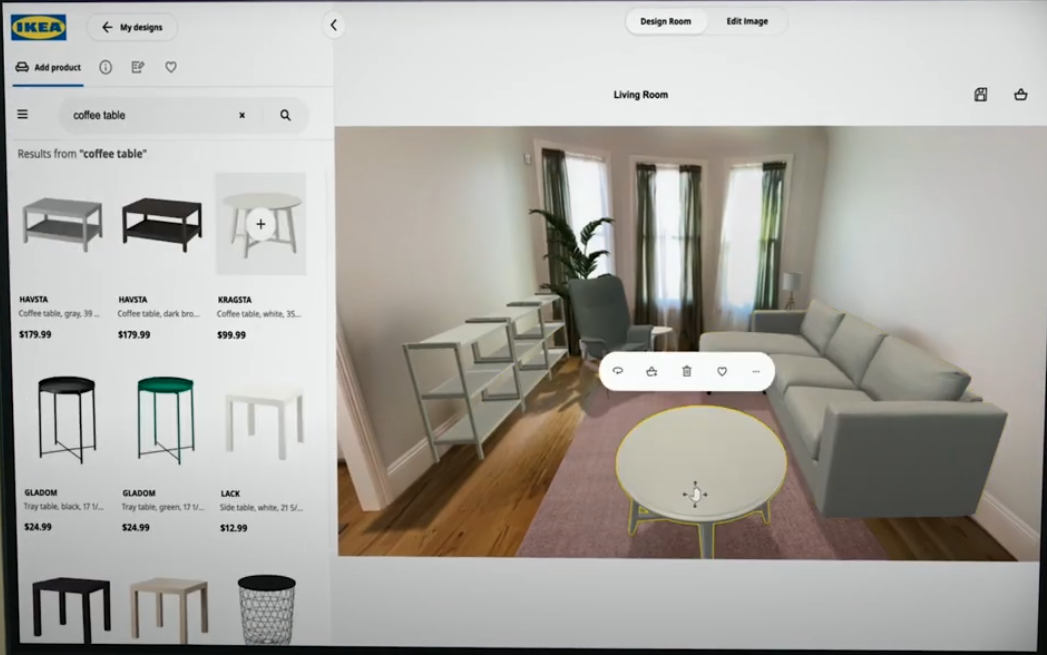 IKEA
My designs
Design Room
Edit Image
Add product
Living Room
coffee table
Results from "coffee table"
HAVSTA
Coffee table, gray, 39 ...
$179.99
HAVSTA
Coffee table, dark bro...
$179.99
KRAGSTA
Coffee table, white, 35...
$99.99
GLADOM
Tray table, black, 17 1/...
$24.99
GLADOM
Tray table, green, 17 1/...
$24.99
LACK
Side table, white, 21 5/...
$12.99